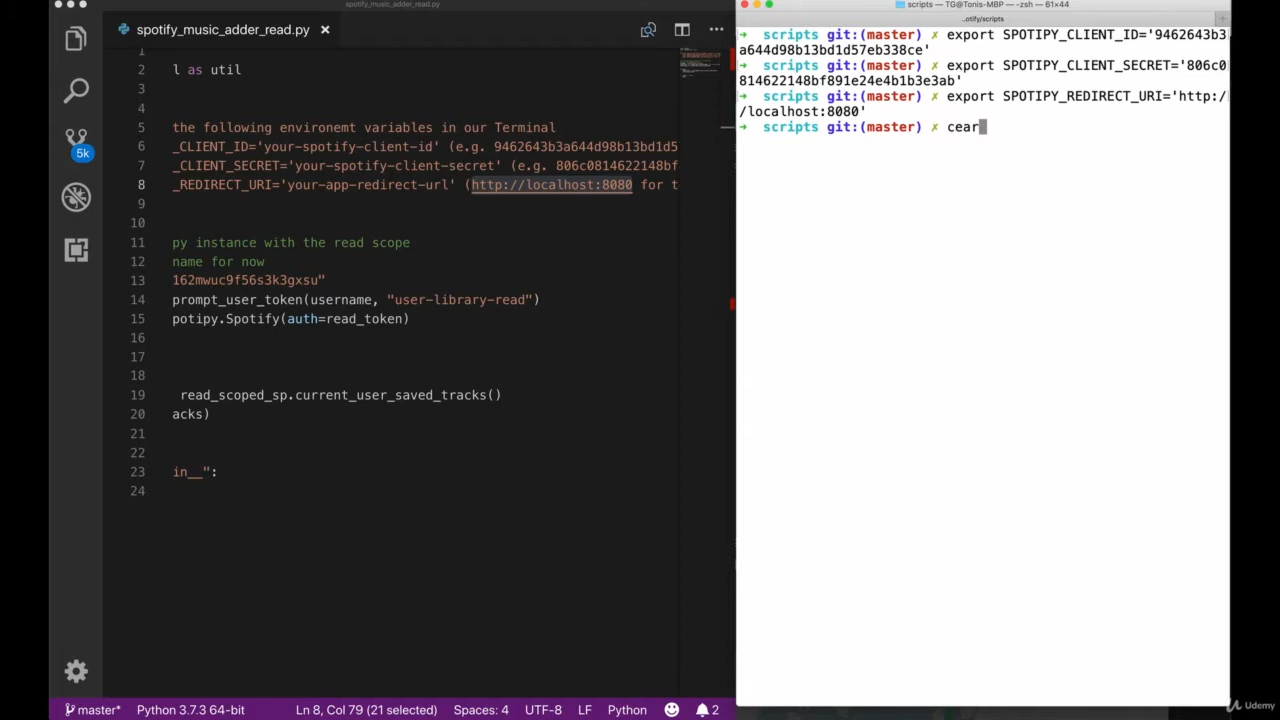 spotify_music_adder_read.py
scripts — TG@Tonis-MBP — -zsh — 61×44
spotify_music_adder_read.py
..otify/scripts
1
2 l as util
3
4
5 the following environemt variables in our Terminal
6 _CLIENT_ID='your-spotify-client-id' (e.g. 9462643b3a644d98b13bd1d5
7 _CLIENT_SECRET='your-spotify-client-secret' (e.g. 806c0814622148bf
8 _REDIRECT_URI='your-app-redirect-url' (http://localhost:8080 for t
9
10
11 py instance with the read scope
12 name for now
13 162mwuc9f56s3k3gxsu"
14 prompt_user_token(username, "user-library-read")
15 potipy.Spotify(auth=read_token)
16
17
18
19 read_scoped_sp.current_user_saved_tracks()
20 acks)
21
22
23 in__":
24
5k
→ scripts git:(master) ✗ export SPOTIPY_CLIENT_ID='9462643b3
a644d98b13bd1d57eb338ce'
→ scripts git:(master) ✗ export SPOTIPY_CLIENT_SECRET='806c0
814622148bf891e24e4b1b3e3ab'
→ scripts git:(master) ✗ export SPOTIPY_REDIRECT_URI='http:/
/localhost:8080'
→ scripts git:(master) ✗ cear
master* Python 3.7.3 64-bit Ln 8, Col 79 (21 selected) Spaces: 4 UTF-8 LF Python 2
Udemy